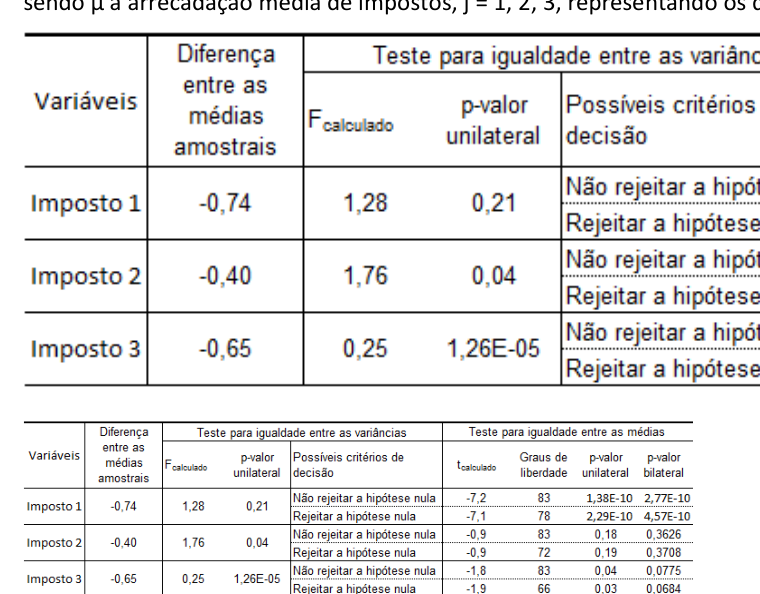 sendo μ a arrecadação média de impostos, j = 1, 2, 3, representando os
Diferença
entre as
médias
amostrais
Teste para igualdade entre as
Variáveis
Fcalculado
p-valor
unilateral
Possíveis critérios
decisão
Imposto 1 -0,74 1,28 0,21
Não rejeitar a
Rejeitar a hipótese
Imposto 2 -0,40 1,76 0,04
Não rejeitar a
Rejeitar a hipótese
Imposto 3 -0,65 0,25 1,26E-05
Não rejeitar a
Rejeitar a hipótese
Variáveis
Diferença
entre as
médias
amostrais
Teste para igualdade entre as variâncias
Fcalculado
p-valor
unilateral
Possíveis critérios de
decisão
Teste para igualdade entre as médias
tcalculado
Graus de
liberdade
p-valor
unilateral
p-valor
bilateral
Imposto 1 -0,74 1,28 0,21
Não rejeitar a hipótese nula -7,2 83 1,38E-10 2,77E-10
Rejeitar a hipótese nula -7,1 78 2,29E-10 4,57E-10
Imposto 2 -0,40 1,76 0,04
Não rejeitar a hipótese nula -0,9 83 0,18 0,3626
Rejeitar a hipótese nula -0,9 72 0,19 0,3708
Imposto 3 -0,65 0,25 1,26E-05
Não rejeitar a hipótese nula -1,8 83 0,04 0,0775
Rejeitar a hipótese nula -1,9 66 0,03 0,0684